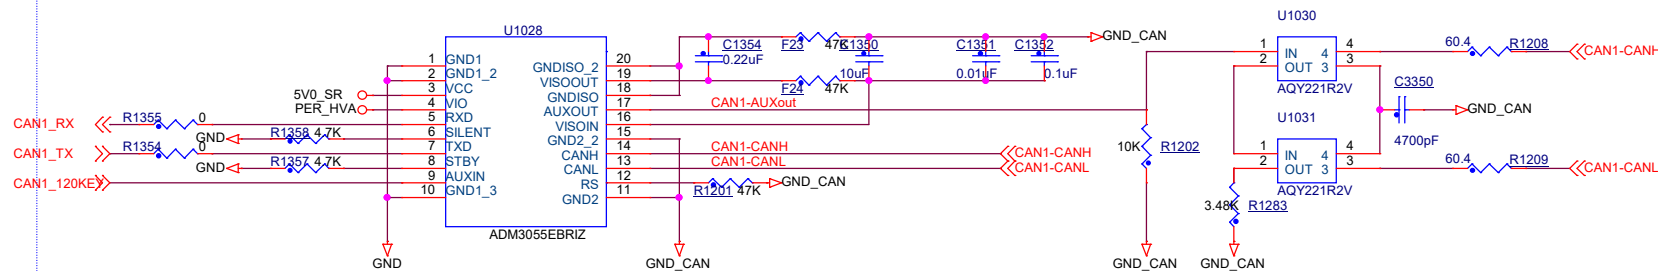 U1028
1 GND1
2 GND1_2
3 VCC
4 VIO
5 RXD
6 SILENT
7 TXD
8 STBY
9 AUXIN
10 GND1_3
20 GNDISO_2
19 VISOOUT
18 GNDISO
17 AUXOUT
16 VISOIN
15 GND2_2
14 CANH
13 CANL
12 RS
11 GND2
ADM3055EBRIZ
5V0_SR
PER_HVA
CAN1_RX R1355 0
GND R1358 4.7K
CAN1_TX R1354 0
GND R1357 4.7K
CAN1_120KEY
GND
C1354
0.22uF
F23 47K
F24 47K
C1350
10uF
C1351
0.01uF
C1352
0.1uF
GND_CAN
CAN1-AUXout
CAN1-CANH CAN1-CANH
CAN1-CANL CAN1-CANL
R1201 47K GND_CAN
GND_CAN
10K R1202
GND_CAN
U1030
1 IN 4
2 OUT 3
AQY221R2V
U1031
1 IN 4
2 OUT 3
AQY221R2V
3.48K R1283
GND_CAN
60.4 R1208 CAN1-CANH
C3350 GND_CAN
4700pF
60.4 R1209 CAN1-CANL